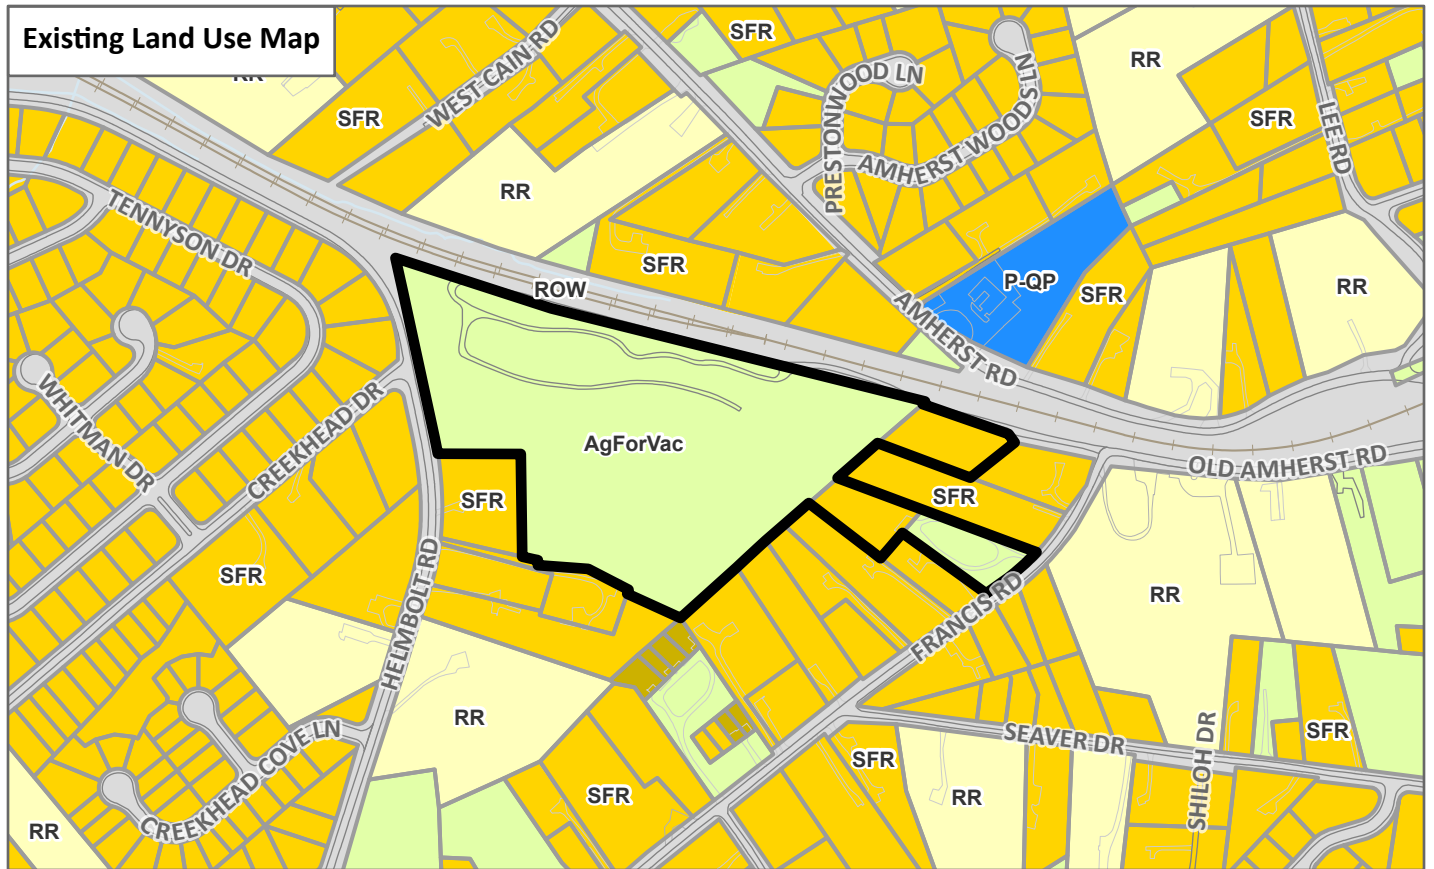 Existing Land Use Map
RR
SFR
WEST CAIN RD
SFR
PRESTONWOOD LN
AMHERST WOODS LN
RR
SFR
LEE RD
TENNYSON DR
RR
SFR
ROW
P-QP
SFR
RR
AMHERST RD
WHITMAN DR
CREEKHEAD DR
AgForVac
SFR
SFR
OLD AMHERST RD
SFR
HELMBOLT RD
FRANCIS RD
RR
RR
CREEKHEAD COVE LN
SEAVER DR
SHILOH DR
SFR
SFR
SFR
RR
RR